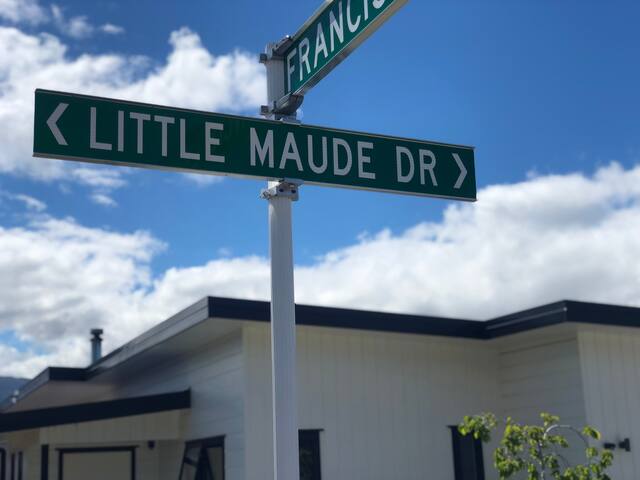 FRANCIS
< LITTLE MAUDE DR >